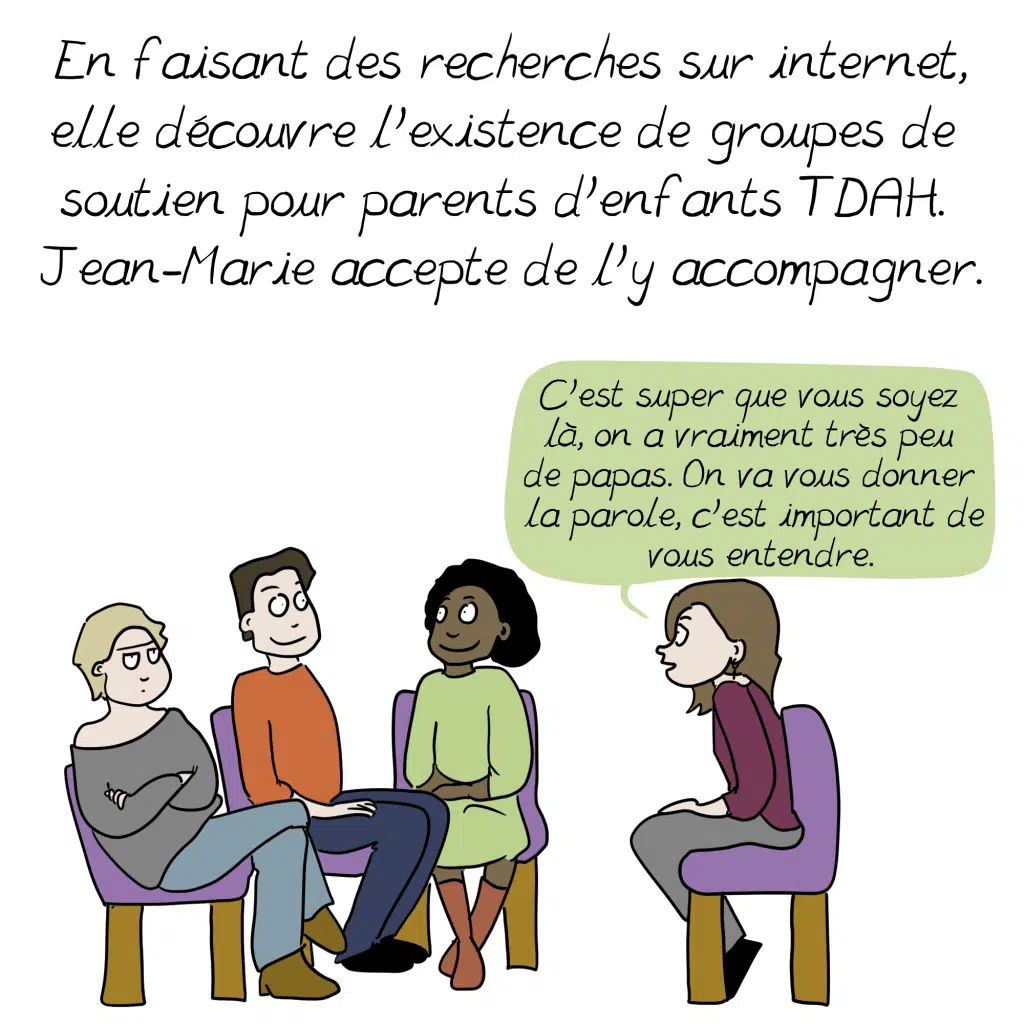 En faisant des recherches sur internet,
elle découvre l'existence de groupes de
soutien pour parents d'enfants TDAH.
Jean-Marie accepte de l'y accompagner.
C'est super que vous soyez
là, on a vraiment très peu
de papas. On va vous donner
la parole, c'est important de
vous entendre.